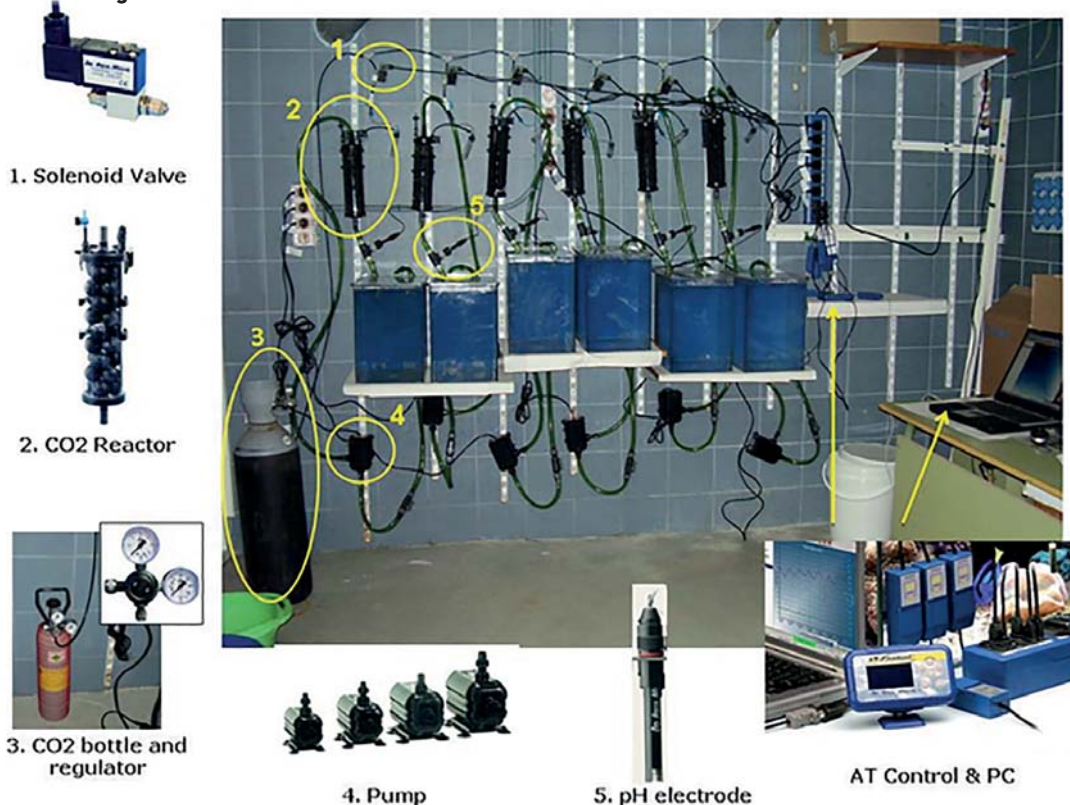 1
2
5
3
4
1. Solenoid Valve
2. CO2 Reactor
3. CO2 bottle and
regulator
4. Pump
5. pH electrode
AT Control & PC